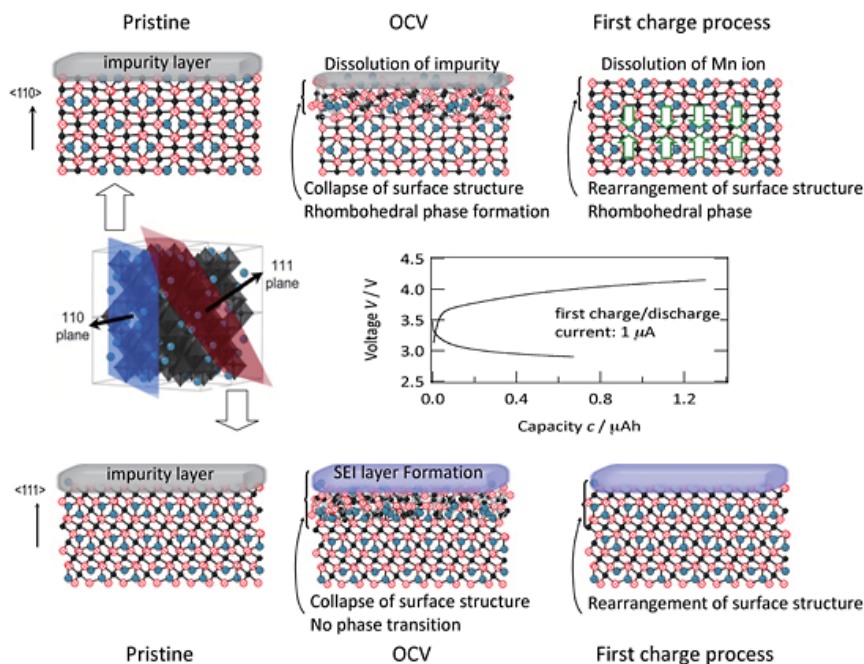 Pristine
OCV
First charge process
impurity layer
Dissolution of impurity
Dissolution of Mn ion
<110>
Collapse of surface structure
Rhombohedral phase formation
Rearrangement of surface structure
Rhombohedral phase
111
plane
110
plane
4.5
4.0
3.5
3.0
2.5
Voltage V / V
first charge/discharge
current: 1 μA
0.0
0.4
0.8
1.2
Capacity c / μAh
impurity layer
SEI layer Formation
<111>
Collapse of surface structure
No phase transition
Rearrangement of surface structure
Pristine
OCV
First charge process